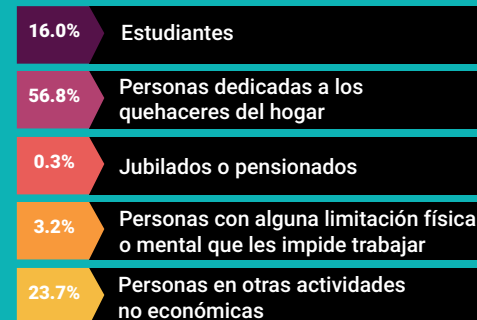 16.0% Estudiantes
56.8% Personas dedicadas a los
quehaceres del hogar
0.3% Jubilados o pensionados
3.2% Personas con alguna limitación física
o mental que les impide trabajar
23.7% Personas en otras actividades
no económicas